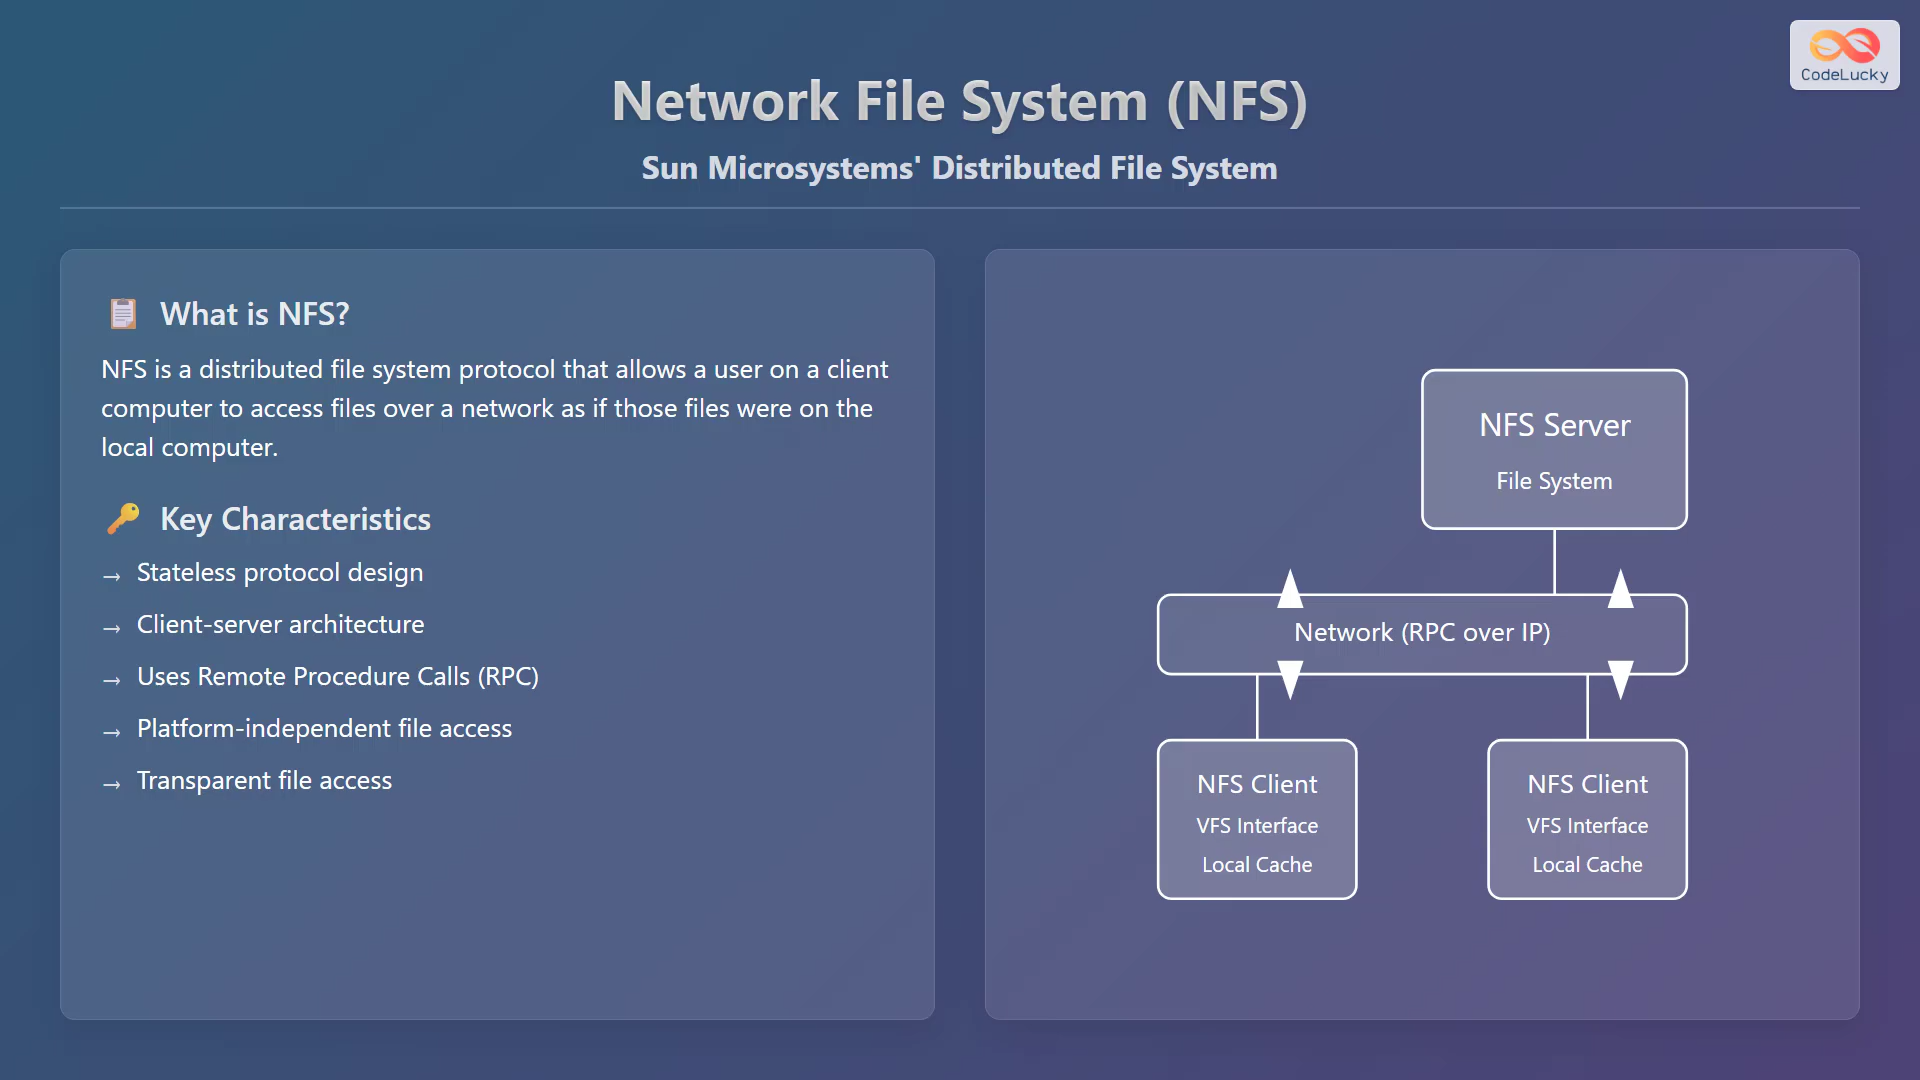 CodeLucky
Network File System (NFS)
Sun Microsystems' Distributed File System
What is NFS?
NFS is a distributed file system protocol that allows a user on a client
computer to access files over a network as if those files were on the
local computer.
Key Characteristics
→ Stateless protocol design
→ Client-server architecture
→ Uses Remote Procedure Calls (RPC)
→ Platform-independent file access
→ Transparent file access
NFS Server
File System
Network (RPC over IP)
NFS Client
VFS Interface
Local Cache
NFS Client
VFS Interface
Local Cache